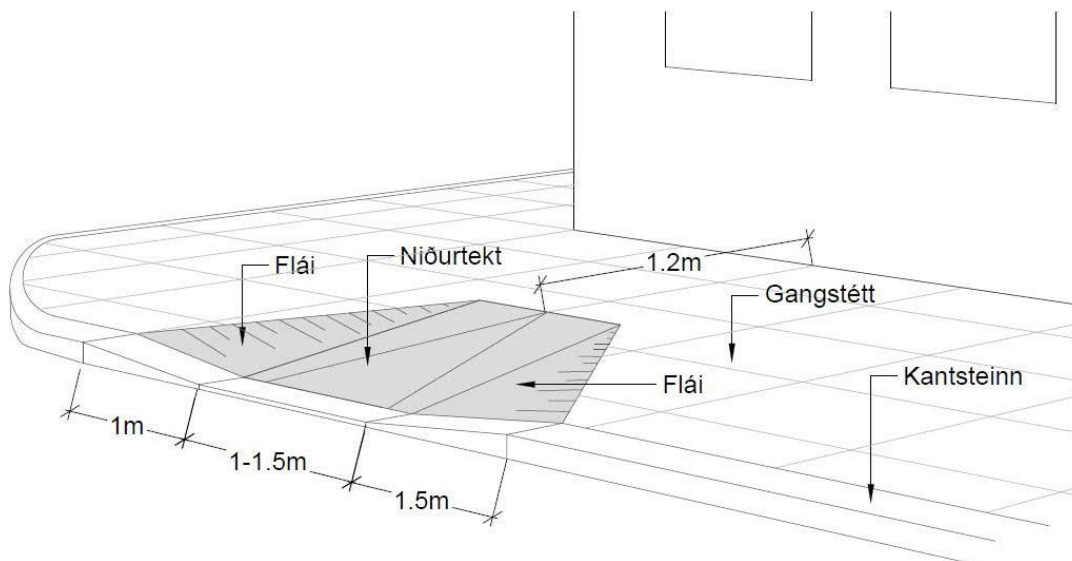 Flái
Niðurtekt
1.2m
Gangstétt
Flái
Kantsteinn
1m
1-1.5m
1.5m